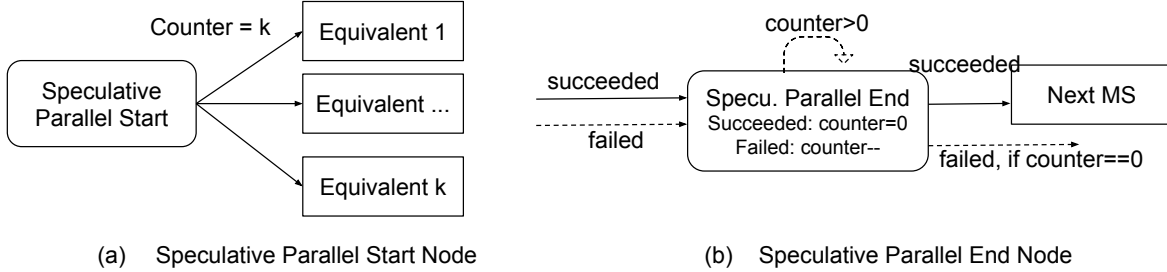 Counter = k
Equivalent 1
Speculative
Parallel Start
Equivalent ...
Equivalent k
(a) Speculative Parallel Start Node
counter>0
succeeded
succeeded
Specu. Parallel End
Succeeded: counter=0
Failed: counter--
failed
Next MS
failed, if counter==0
(b) Speculative Parallel End Node